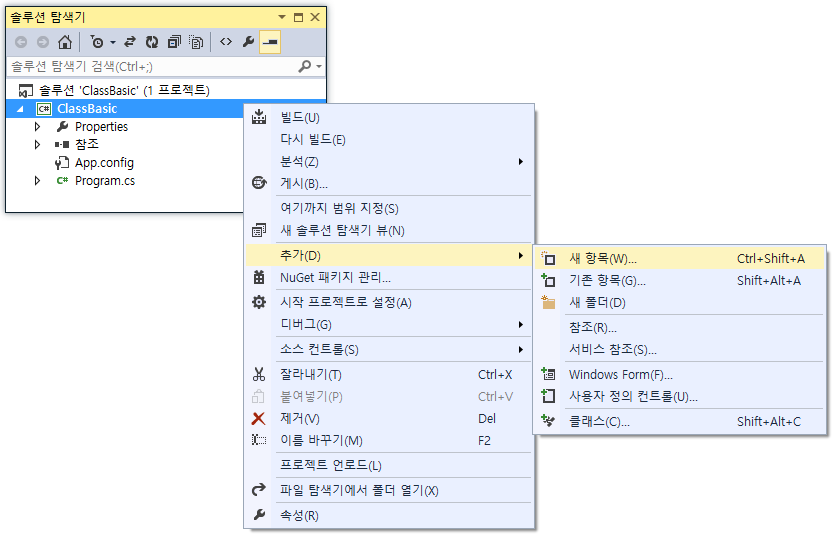 솔루션 탐색기
솔루션 탐색기 검색(Ctrl+;)
솔루션 'ClassBasic' (1 프로젝트)
C# ClassBasic
Properties
참조
App.config
C# Program.cs
빌드(U)
다시 빌드(E)
분석(Z)
게시(B)...
여기까지 범위 지정(S)
새 솔루션 탐색기 뷰(N)
추가(D)
NuGet 패키지 관리...
시작 프로젝트로 설정(A)
디버그(G)
소스 컨트롤(S)
잘라내기(T) Ctrl+X
붙여넣기(P) Ctrl+V
제거(V) Del
이름 바꾸기(M) F2
프로젝트 언로드(L)
파일 탐색기에서 폴더 열기(X)
속성(R)
새 항목(W)... Ctrl+Shift+A
기존 항목(G)... Shift+Alt+A
새 폴더(D)
참조(R)...
서비스 참조(S)...
Windows Form(F)...
사용자 정의 컨트롤(U)...
클래스(C)... Shift+Alt+C